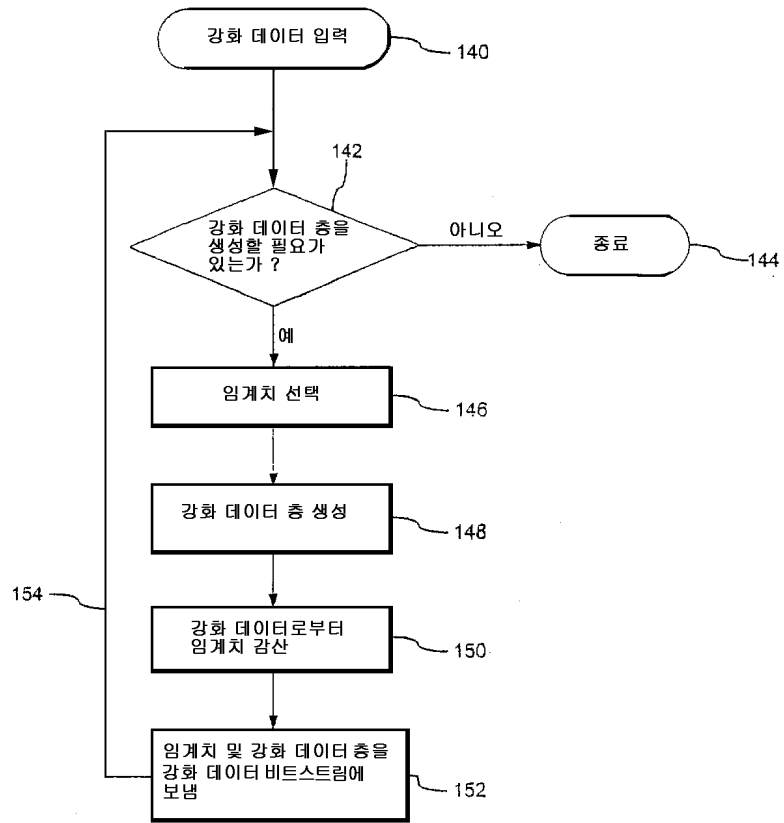 강화 데이터 입력
140
142
강화 데이터 층을
생성할 필요가
있는가 ?
아니오
종료
144
예
임계치 선택
146
강화 데이터 층 생성
148
154
강화 데이터로부터
임계치 감산
150
임계치 및 강화 데이터 층을
강화 데이터 비트스트림에
보냄
152